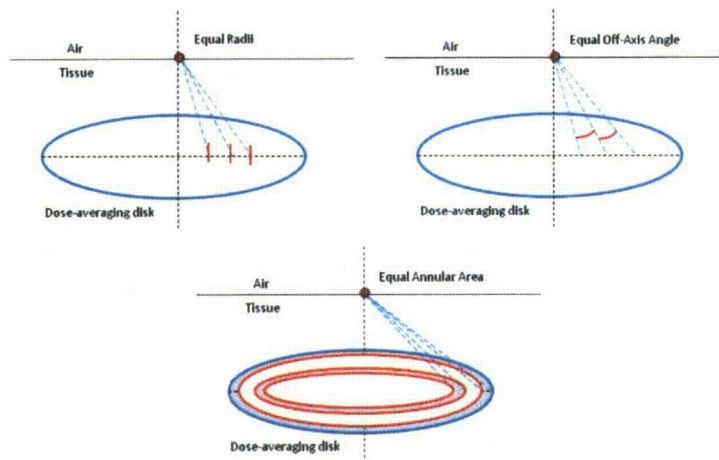 Equal Radii
Air
Tissue
Dose-averaging disk
Equal Off-Axis Angle
Air
Tissue
Dose-averaging disk
Equal Annular Area
Air
Tissue
Dose-averaging disk